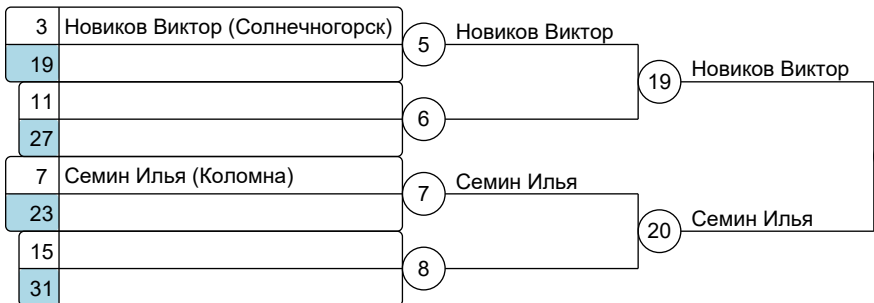 3 Новиков Виктор (Солнечногорск)
5 Новиков Виктор
19
19 Новиков Виктор
11
6
27
7 Семин Илья (Коломна)
7 Семин Илья
23
20 Семин Илья
15
8
31